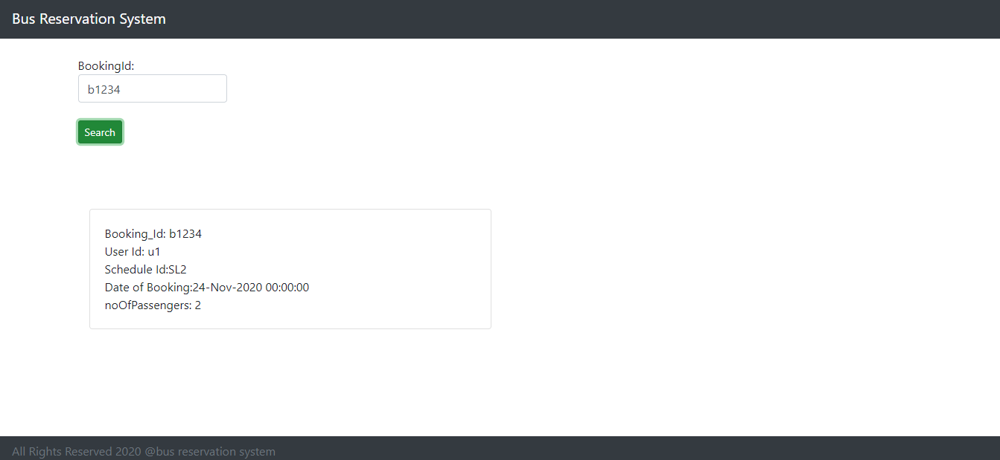 Bus Reservation System
BookingId:
b1234
Search
Booking_Id: b1234
User Id: u1
Schedule Id:SL2
Date of Booking:24-Nov-2020 00:00:00
noOfPassengers: 2
All Rights Reserved 2020 @bus reservation system